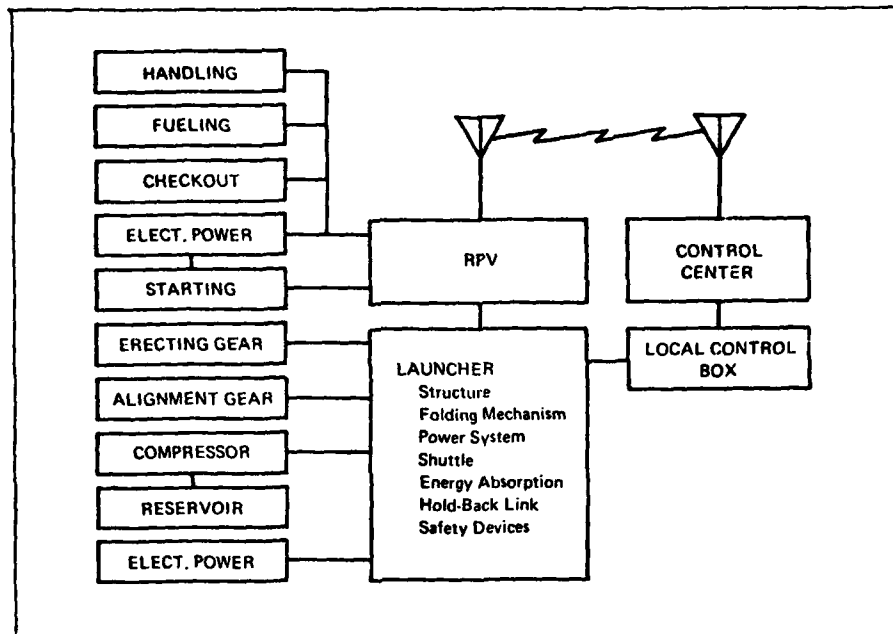 HANDLING
FUELING
CHECKOUT
ELECT. POWER
STARTING
ERECTING GEAR
ALIGNMENT GEAR
COMPRESSOR
RESERVOIR
ELECT. POWER
RPV
CONTROL
CENTER
LOCAL CONTROL
BOX
LAUNCHER
Structure
Folding Mechanism
Power System
Shuttle
Energy Absorption
Hold-Back Link
Safety Devices